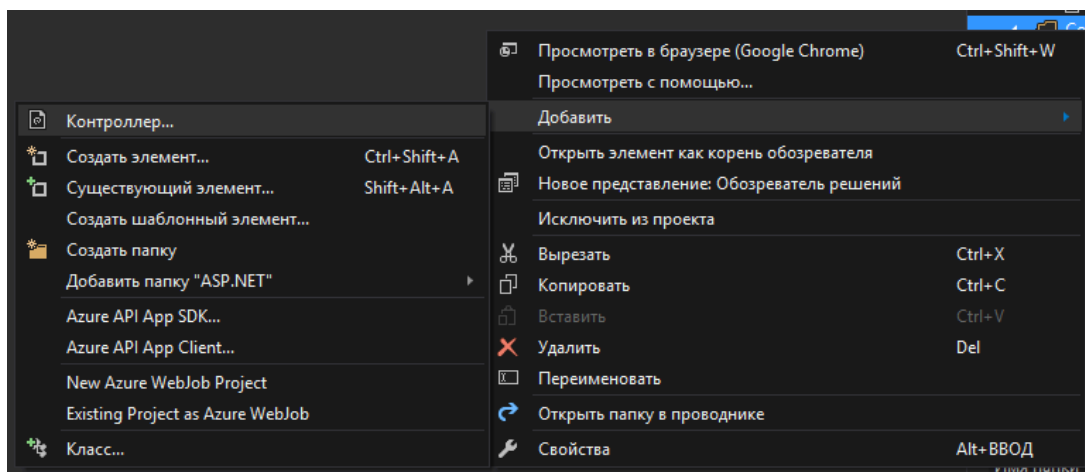 Контроллер...
Создать элемент... Ctrl+Shift+A
Существующий элемент... Shift+Alt+A
Создать шаблонный элемент...
Создать папку
Добавить папку "ASP.NET"
Azure API App SDK...
Azure API App Client...
New Azure WebJob Project
Existing Project as Azure WebJob
Класс...
Просмотреть в браузере (Google Chrome) Ctrl+Shift+W
Просмотреть с помощью...
Добавить
Открыть элемент как корень обозревателя
Новое представление: Обозреватель решений
Исключить из проекта
Вырезать Ctrl+X
Копировать Ctrl+C
Вставить Ctrl+V
Удалить Del
Переименовать
Открыть папку в проводнике
Свойства Alt+ВВОД